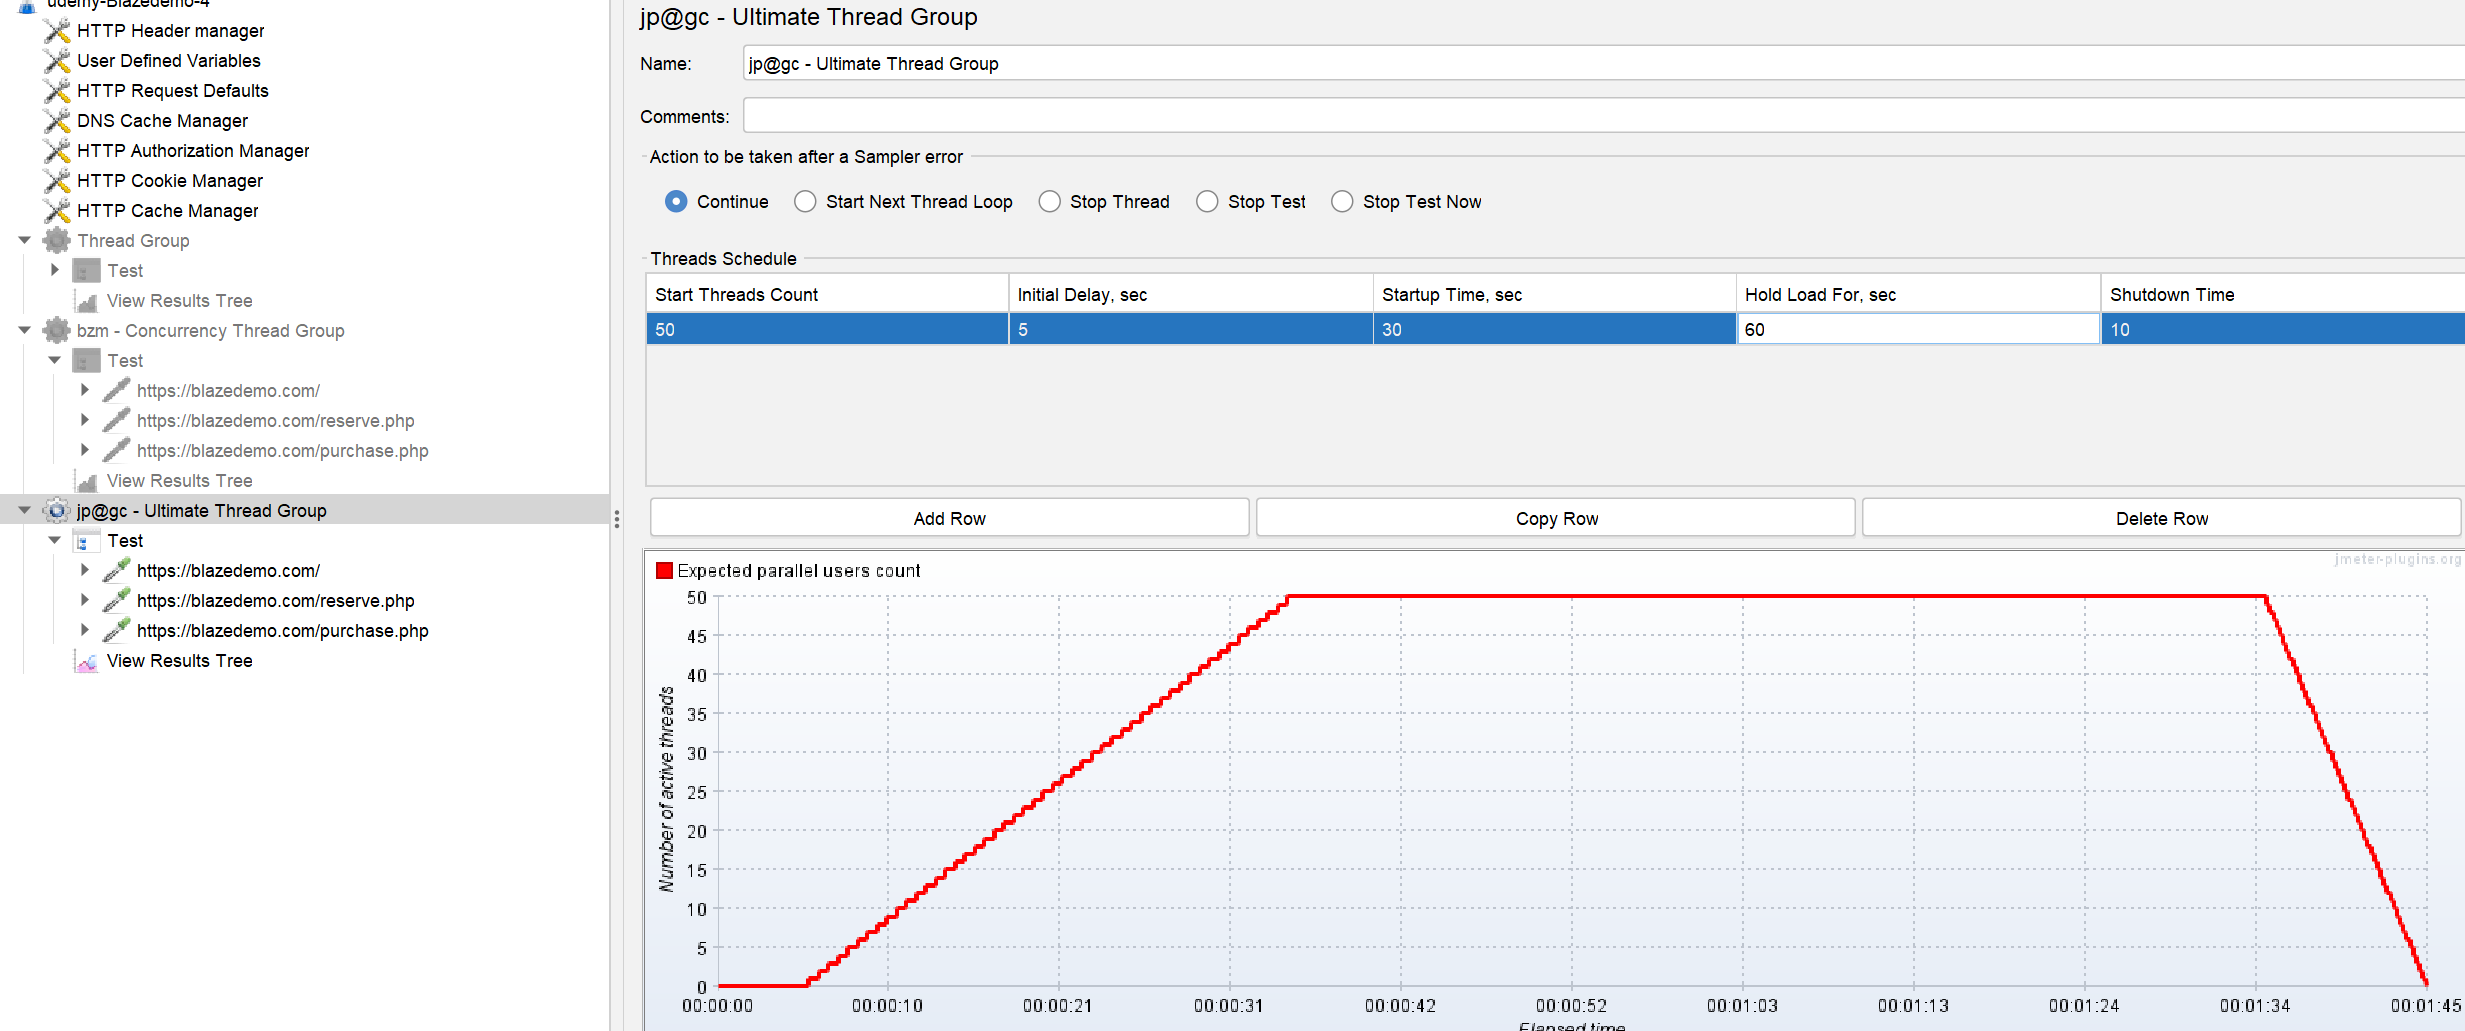 udemy-Blazedemo-4
HTTP Header manager
User Defined Variables
HTTP Request Defaults
DNS Cache Manager
HTTP Authorization Manager
HTTP Cookie Manager
HTTP Cache Manager
Thread Group
Test
View Results Tree
bzm - Concurrency Thread Group
Test
https://blazedemo.com/
https://blazedemo.com/reserve.php
https://blazedemo.com/purchase.php
View Results Tree
jp@gc - Ultimate Thread Group
Test
https://blazedemo.com/
https://blazedemo.com/reserve.php
https://blazedemo.com/purchase.php
View Results Tree
jp@gc - Ultimate Thread Group
Name: jp@gc - Ultimate Thread Group
Comments:
Action to be taken after a Sampler error
Continue Start Next Thread Loop Stop Thread Stop Test Stop Test Now
Threads Schedule
Start Threads Count Initial Delay, sec Startup Time, sec Hold Load For, sec Shutdown Time
50 5 30 60 10
Add Row Copy Row Delete Row
jmeter-plugins.org
Expected parallel users count
50
45
40
35
30
25
20
15
10
5
0
Number of active threads
00:00:00 00:00:10 00:00:21 00:00:31 00:00:42 00:00:52 00:01:03 00:01:13 00:01:24 00:01:34 00:01:45
Elapsed time